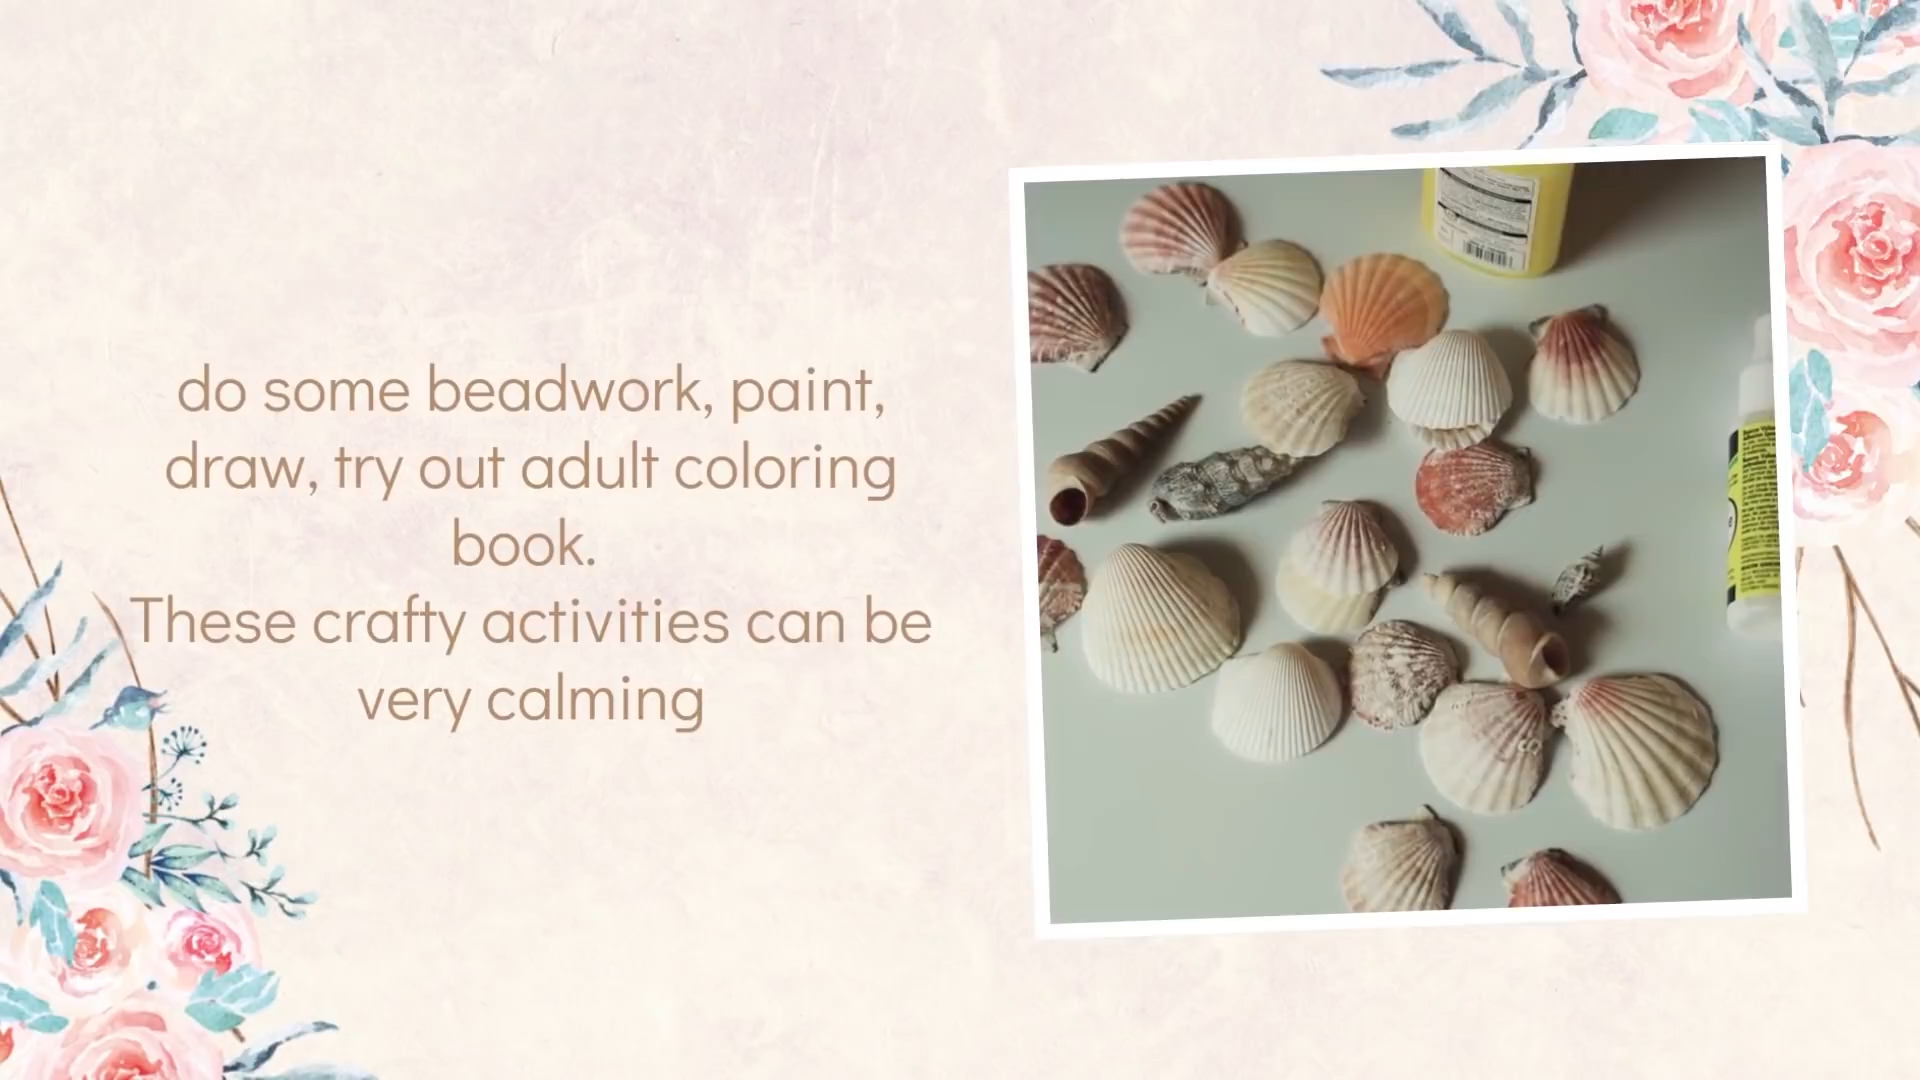 do some beadwork, paint,
draw, try out adult coloring
book.
These crafty activities can be
very calming